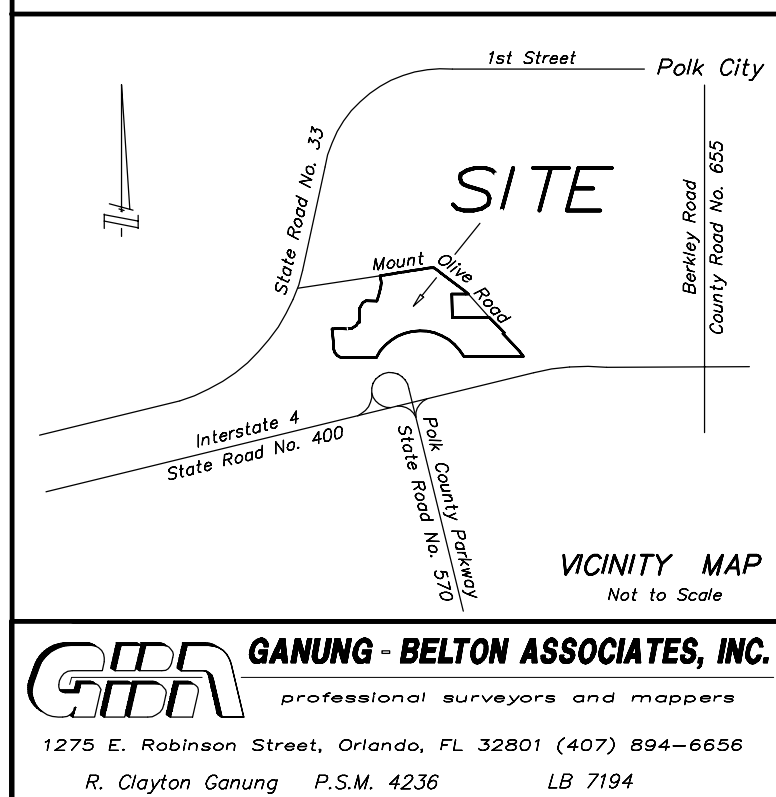 1st Street
Polk City
State Road No. 33
SITE
Berkley Road
County Road No. 655
Mount Olive Road
N
Interstate 4
State Road No. 400
Polk County Parkway
State Road No. 570
VICINITY MAP
Not to Scale
GBA
GANUNG - BELTON ASSOCIATES, INC.
professional surveyors and mappers
1275 E. Robinson Street, Orlando, FL 32801 (407) 894-6656
R. Clayton Ganung P.S.M. 4236 LB 7194